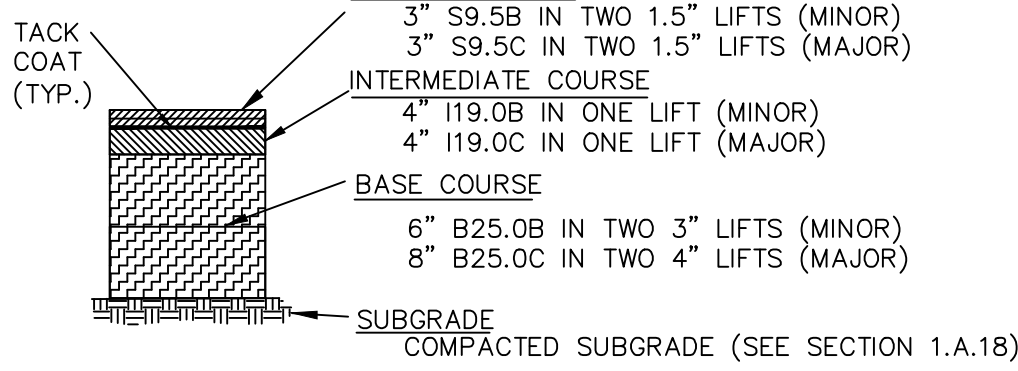 3” S9.5B IN TWO 1.5” LIFTS (MINOR)
3” S9.5C IN TWO 1.5” LIFTS (MAJOR)
TACK
COAT
(TYP.)
INTERMEDIATE COURSE
4” I19.0B IN ONE LIFT (MINOR)
4” I19.0C IN ONE LIFT (MAJOR)
BASE COURSE
6” B25.0B IN TWO 3” LIFTS (MINOR)
8” B25.0C IN TWO 4” LIFTS (MAJOR)
SUBGRADE
COMPACTED SUBGRADE (SEE SECTION 1.A.18)